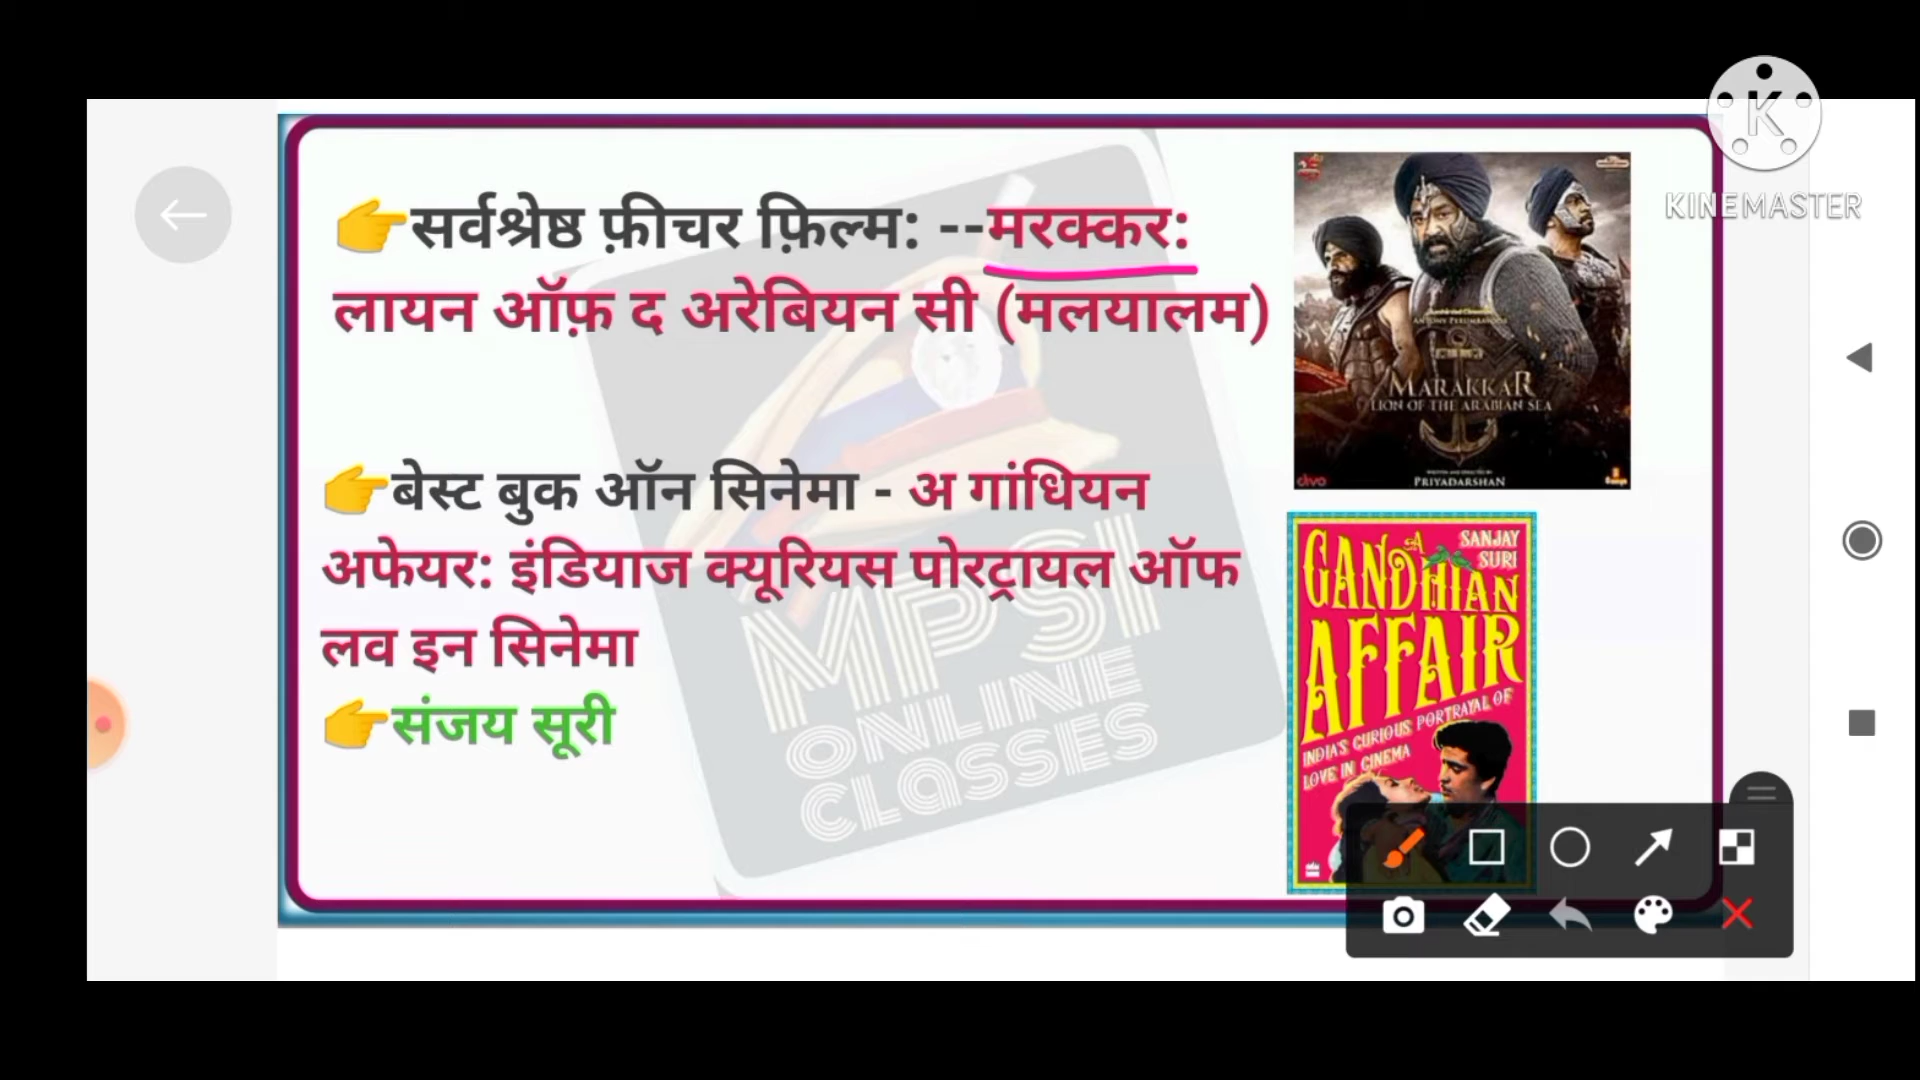 👉सर्वश्रेष्ठ फ़ीचर फ़िल्म: --मरक्कर:
लायन ऑफ़ द अरेबियन सी (मलयालम)
👉बेस्ट बुक ऑन सिनेमा - अ गांधियन
अफेयर: इंडियाज क्यूरियस पोरट्रायल ऑफ
लव इन सिनेमा
👉संजय सूरी
MPSI
ONLINE
CLASSES
MARAKKAR
LION OF THE ARABIAN SEA
PRIYADARSHAN
divo
SANJAY
SURI
A
GANDHIAN
AFFAIR
INDIA'S CURIOUS PORTRAYAL OF
LOVE IN CINEMA
K
KINEMASTER